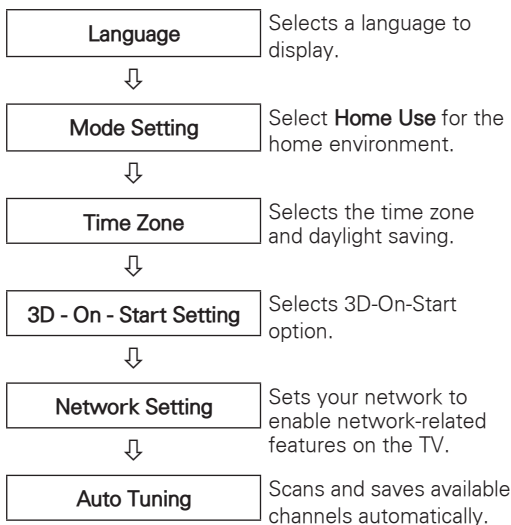 Language
Selects a language to
display.
Mode Setting
Select Home Use for the
home environment.
Time Zone
Selects the time zone
and daylight saving.
3D - On - Start Setting
Selects 3D-On-Start
option.
Network Setting
Sets your network to
enable network-related
features on the TV.
Auto Tuning
Scans and saves available
channels automatically.